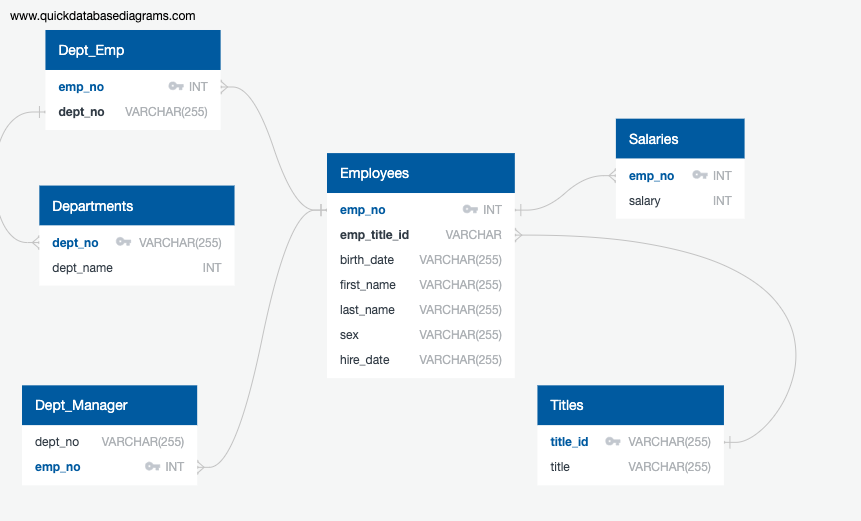 www.quickdatabasediagrams.com
Dept_Emp
emp_no INT
dept_no VARCHAR(255)
Departments
dept_no VARCHAR(255)
dept_name INT
Dept_Manager
dept_no VARCHAR(255)
emp_no INT
Employees
emp_no INT
emp_title_id VARCHAR
birth_date VARCHAR(255)
first_name VARCHAR(255)
last_name VARCHAR(255)
sex VARCHAR(255)
hire_date VARCHAR(255)
Salaries
emp_no INT
salary INT
Titles
title_id VARCHAR(255)
title VARCHAR(255)